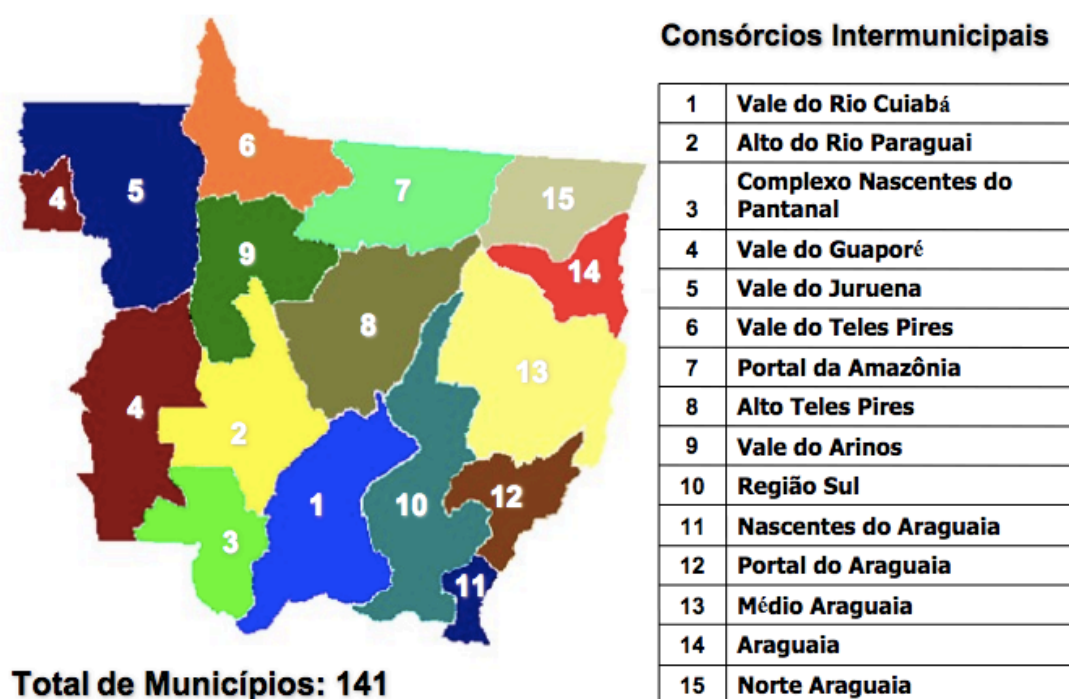 Consórcios Intermunicipais
1 Vale do Rio Cuiabá
2 Alto do Rio Paraguai
Complexo Nascentes do
3 Pantanal
4 Vale do Guaporé
5 Vale do Juruena
6 Vale do Teles Pires
7 Portal da Amazônia
8 Alto Teles Pires
9 Vale do Arinos
10 Região Sul
11 Nascentes do Araguaia
12 Portal do Araguaia
13 Médio Araguaia
14 Araguaia
15 Norte Araguaia
6
4
5
7
15
9
14
8
13
4
2
12
1
10
3
11
Total de Municípios: 141